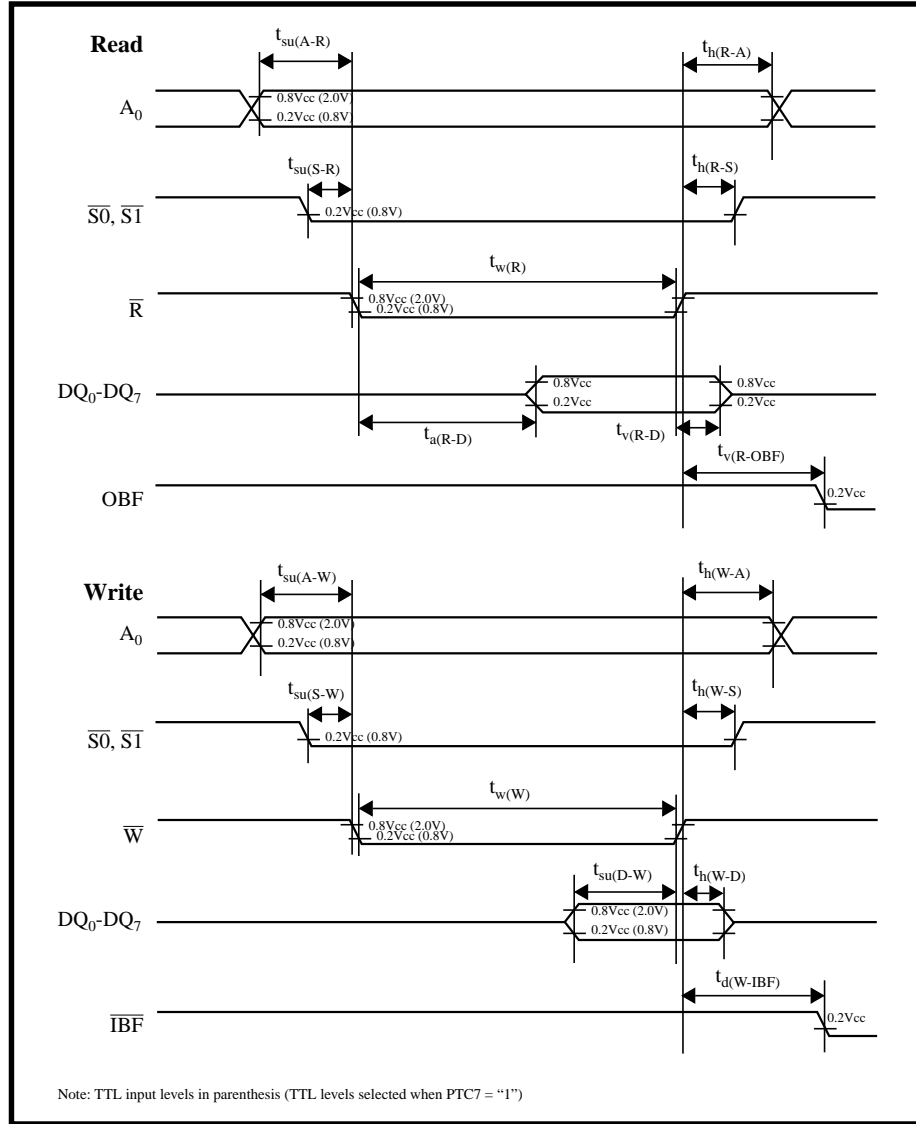 Read
tsu(A-R)
th(R-A)
A0
0.8Vcc (2.0V)
0.2Vcc (0.8V)
tsu(S-R)
th(R-S)
S0, S1
0.2Vcc (0.8V)
tw(R)
R
0.8Vcc (2.0V)
0.2Vcc (0.8V)
DQ0-DQ7
0.8Vcc
0.2Vcc
0.8Vcc
0.2Vcc
ta(R-D)
tv(R-D)
tv(R-OBF)
OBF
0.2Vcc
Write
tsu(A-W)
th(W-A)
A0
0.8Vcc (2.0V)
0.2Vcc (0.8V)
tsu(S-W)
th(W-S)
S0, S1
0.2Vcc (0.8V)
tw(W)
W
0.8Vcc (2.0V)
0.2Vcc (0.8V)
tsu(D-W)
th(W-D)
DQ0-DQ7
0.8Vcc (2.0V)
0.2Vcc (0.8V)
td(W-IBF)
IBF
0.2Vcc
Note: TTL input levels in parenthesis (TTL levels selected when PTC7 = “1”)